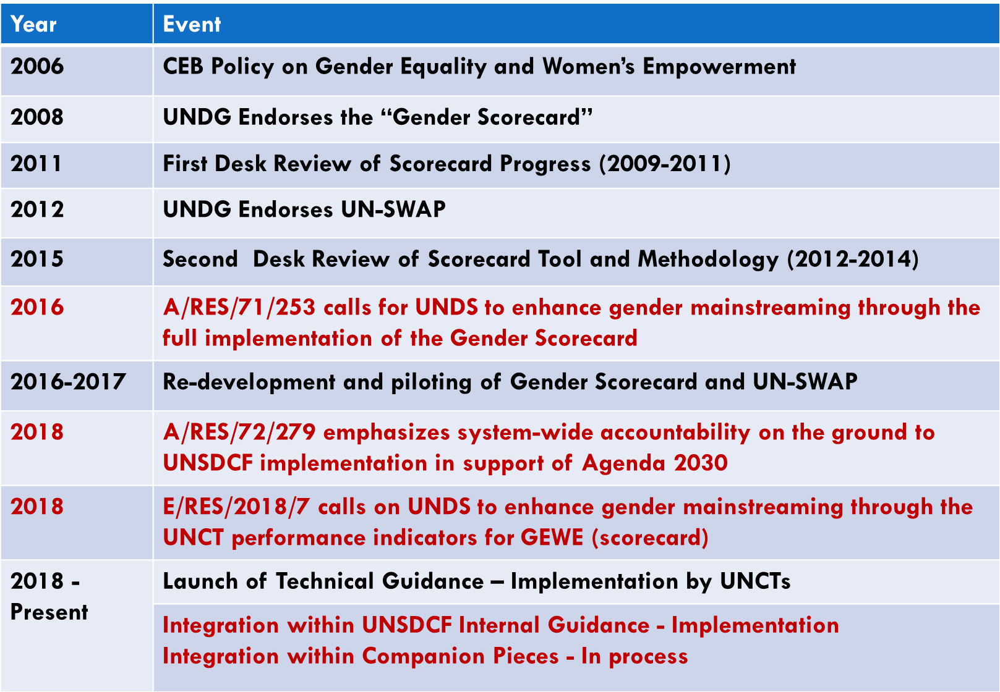 Year Event
2006 CEB Policy on Gender Equality and Women’s Empowerment
2008 UNDG Endorses the “Gender Scorecard”
2011 First Desk Review of Scorecard Progress (2009-2011)
2012 UNDG Endorses UN-SWAP
2015 Second  Desk Review of Scorecard Tool and Methodology (2012-2014)
2016 A/RES/71/253 calls for UNDS to enhance gender mainstreaming through the
full implementation of the Gender Scorecard
2016-2017 Re-development and piloting of Gender Scorecard and UN-SWAP
2018 A/RES/72/279 emphasizes system-wide accountability on the ground to
UNSDCF implementation in support of Agenda 2030
2018 E/RES/2018/7 calls on UNDS to enhance gender mainstreaming through the
UNCT performance indicators for GEWE (scorecard)
2018 -
Present
Launch of Technical Guidance – Implementation by UNCTs
Integration within UNSDCF Internal Guidance - Implementation
Integration within Companion Pieces - In process